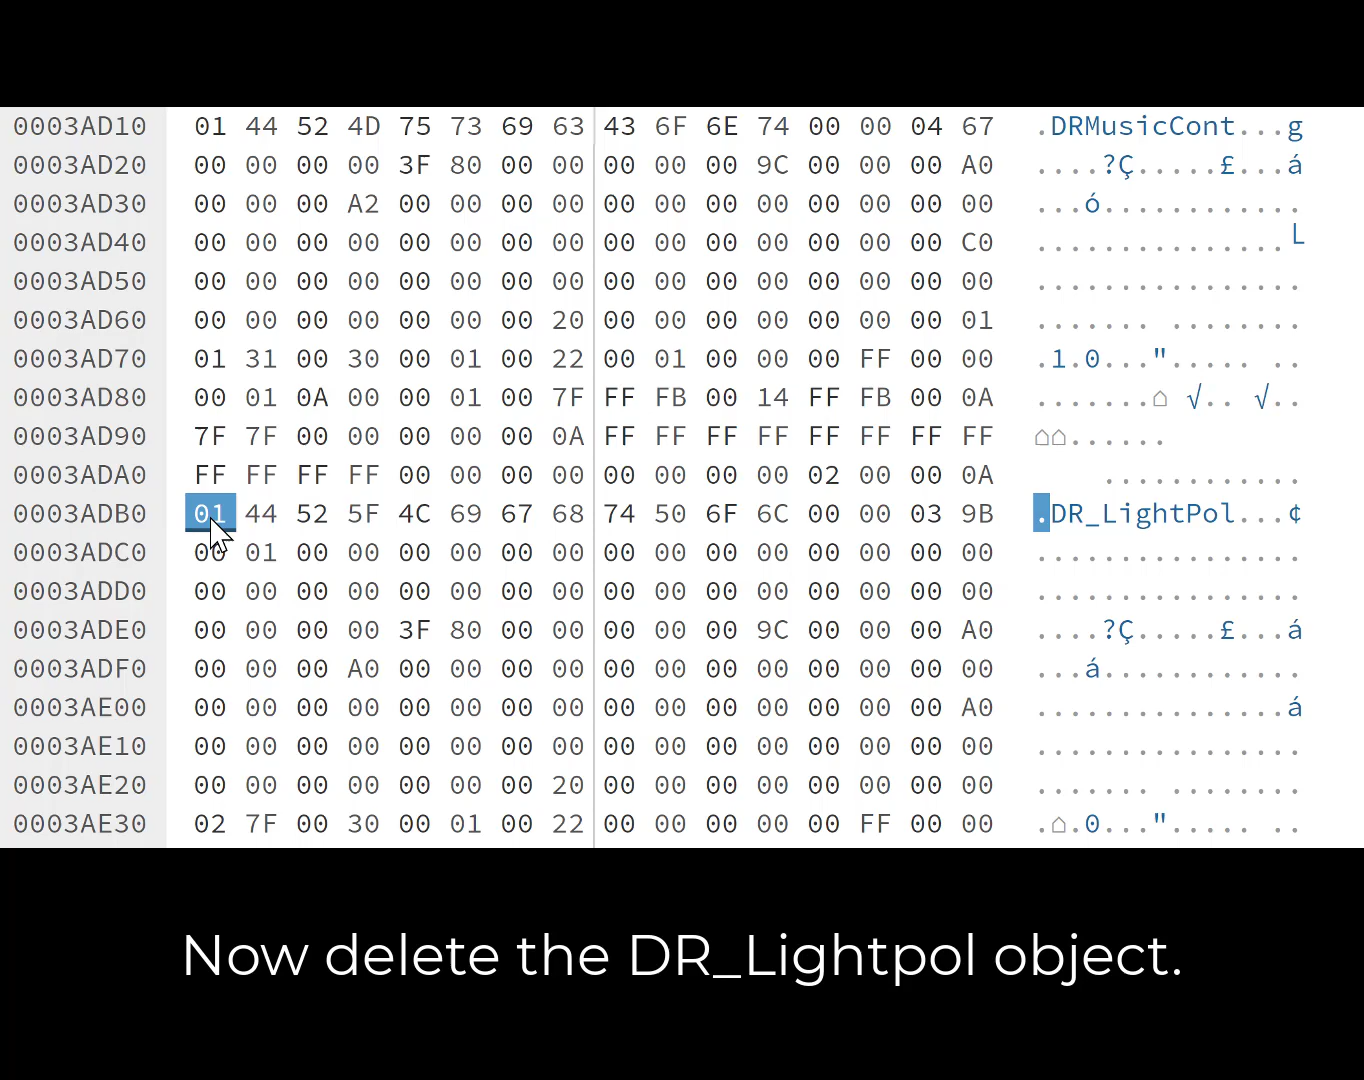 0003AD10 01 44 52 4D 75 73 69 63 43 6F 6E 74 00 00 04 67 .DRMusicCont...g
0003AD20 00 00 00 00 3F 80 00 00 00 00 00 9C 00 00 00 A0 ....?Ç.....£...á
0003AD30 00 00 00 A2 00 00 00 00 00 00 00 00 00 00 00 00 ...ó............
0003AD40 00 00 00 00 00 00 00 00 00 00 00 00 00 00 00 C0 ...............└
0003AD50 00 00 00 00 00 00 00 00 00 00 00 00 00 00 00 00 ................
0003AD60 00 00 00 00 00 00 00 20 00 00 00 00 00 00 00 01 ....... ........
0003AD70 01 31 00 30 00 01 00 22 00 01 00 00 00 FF 00 00 .1.0..."..... ..
0003AD80 00 01 0A 00 00 01 00 7F FF FB 00 14 FF FB 00 0A .......⌂ √.. √..
0003AD90 7F 7F 00 00 00 00 00 0A FF FF FF FF FF FF FF FF ⌂⌂......
0003ADA0 FF FF FF FF 00 00 00 00 00 00 00 00 02 00 00 0A ............
0003ADB0 01 44 52 5F 4C 69 67 68 74 50 6F 6C 00 00 03 9B .DR_LightPol...¢
0003ADC0 00 01 00 00 00 00 00 00 00 00 00 00 00 00 00 00 ................
0003ADD0 00 00 00 00 00 00 00 00 00 00 00 00 00 00 00 00 ................
0003ADE0 00 00 00 00 3F 80 00 00 00 00 00 9C 00 00 00 A0 ....?Ç.....£...á
0003ADF0 00 00 00 A0 00 00 00 00 00 00 00 00 00 00 00 00 ...á............
0003AE00 00 00 00 00 00 00 00 00 00 00 00 00 00 00 00 A0 ...............á
0003AE10 00 00 00 00 00 00 00 00 00 00 00 00 00 00 00 00 ................
0003AE20 00 00 00 00 00 00 00 20 00 00 00 00 00 00 00 00 ....... ........
0003AE30 02 7F 00 30 00 01 00 22 00 00 00 00 00 FF 00 00 .⌂.0..."..... ..
Now delete the DR_Lightpol object.